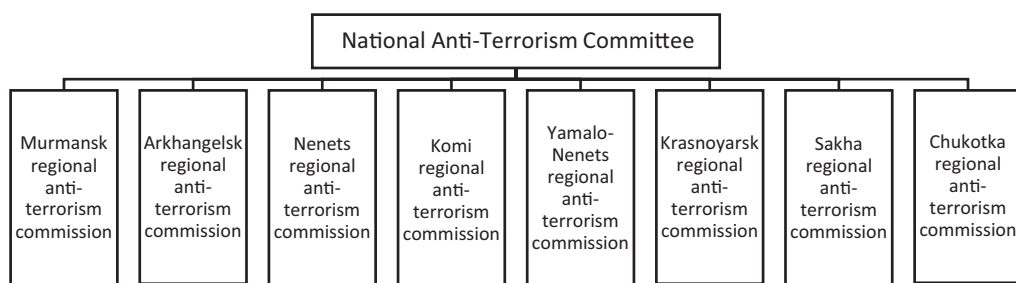 National Anti-Terrorism Committee
Murmansk
regional
anti-
terrorism
commission
Arkhangelsk
regional
anti-
terrorism
commission
Nenets
regional
anti-
terrorism
commission
Komi
regional
anti-
terrorism
commission
Yamalo-
Nenets
regional
anti-
terrorism
commission
Krasnoyarsk
regional
anti-
terrorism
commission
Sakha
regional
anti-
terrorism
commission
Chukotka
regional
anti-
terrorism
commission